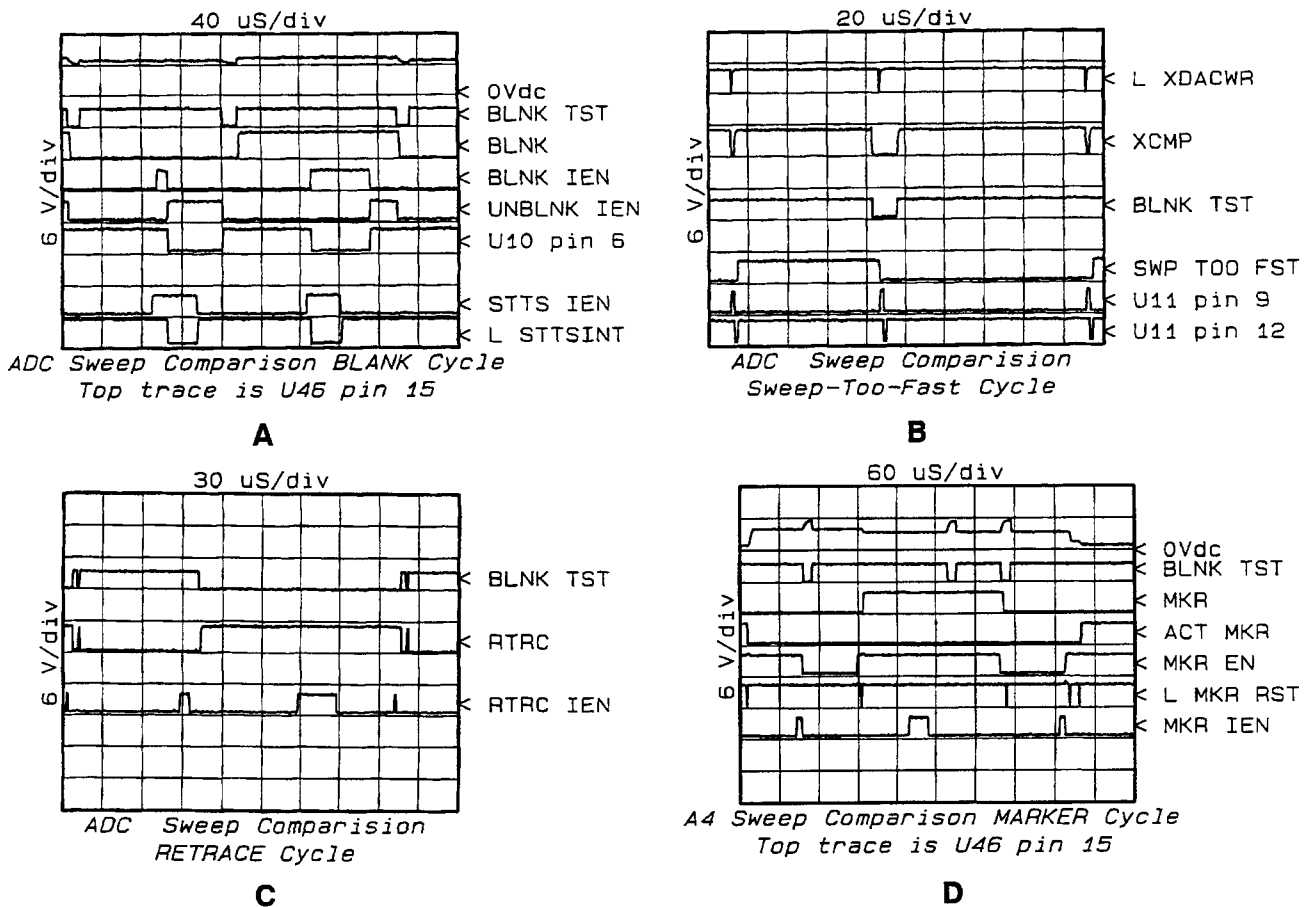 40 uS/div
6 V/div
0Vdc
BLNK TST
BLNK
BLNK IEN
UNBLNK IEN
U10 pin 6
STTS IEN
L STTSINT
ADC Sweep Comparison BLANK Cycle
Top trace is U46 pin 15
A
20 uS/div
6 V/div
L XDACWR
XCMP
BLNK TST
SWP TOO FST
U11 pin 9
U11 pin 12
ADC Sweep Comparison
Sweep-Too-Fast Cycle
B
30 uS/div
6 V/div
BLNK TST
RTRC
RTRC IEN
ADC Sweep Comparision
RETRACE Cycle
C
60 uS/div
6 V/div
0Vdc
BLNK TST
MKR
ACT MKR
MKR EN
L MKR RST
MKR IEN
A4 Sweep Comparison MARKER Cycle
Top trace is U46 pin 15
D